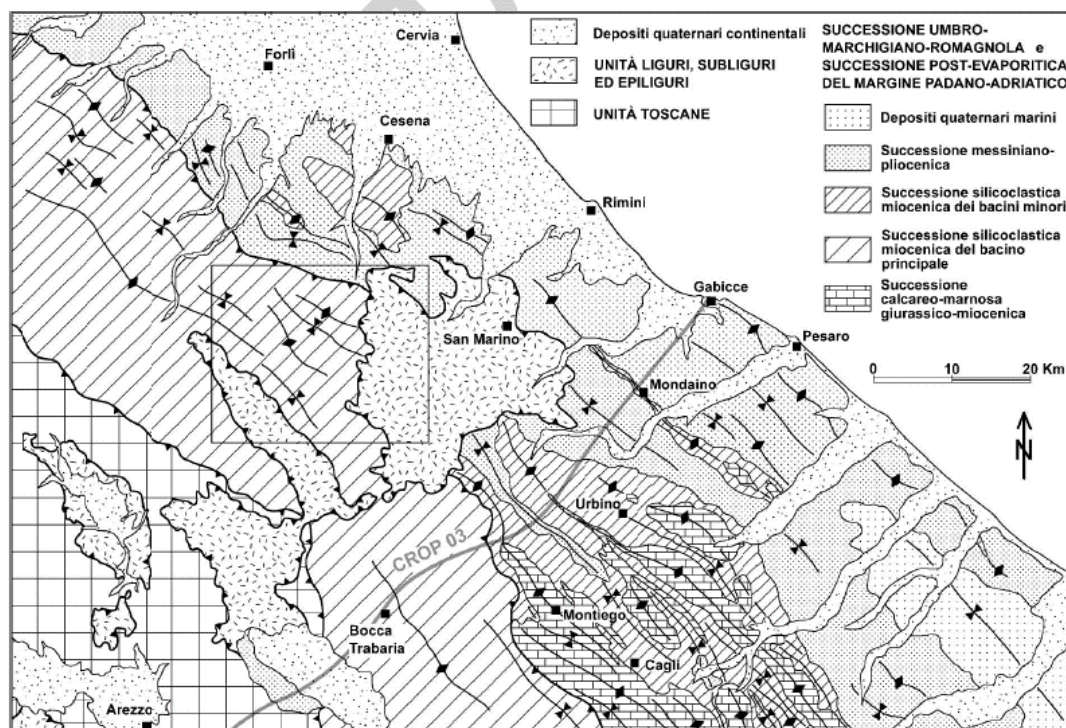 Cervia
Forlì
Cesena
Rimini
San Marino
Gabicce
Pesaro
Mondaino
Urbino
CROP 03
Montiego
Bocca
Trabaria
Cagli
Arezzo
Depositi quaternari continentali
UNITÀ LIGURI, SUBLIGURI
ED EPILIGURI
UNITÀ TOSCANE
SUCCESSIONE UMBRO-
MARCHIGIANO-ROMAGNOLA e
SUCCESSIONE POST-EVAPORITICA
DEL MARGINE PADANO-ADRIATICO
Depositi quaternari marini
Successione messiniano-
pliocenica
Successione silicoclastica
miocenica dei bacini minori
Successione silicoclastica
miocenica del bacino
principale
Successione
calcareo-marnosa
giurassico-miocenica
0 10 20 Km
N